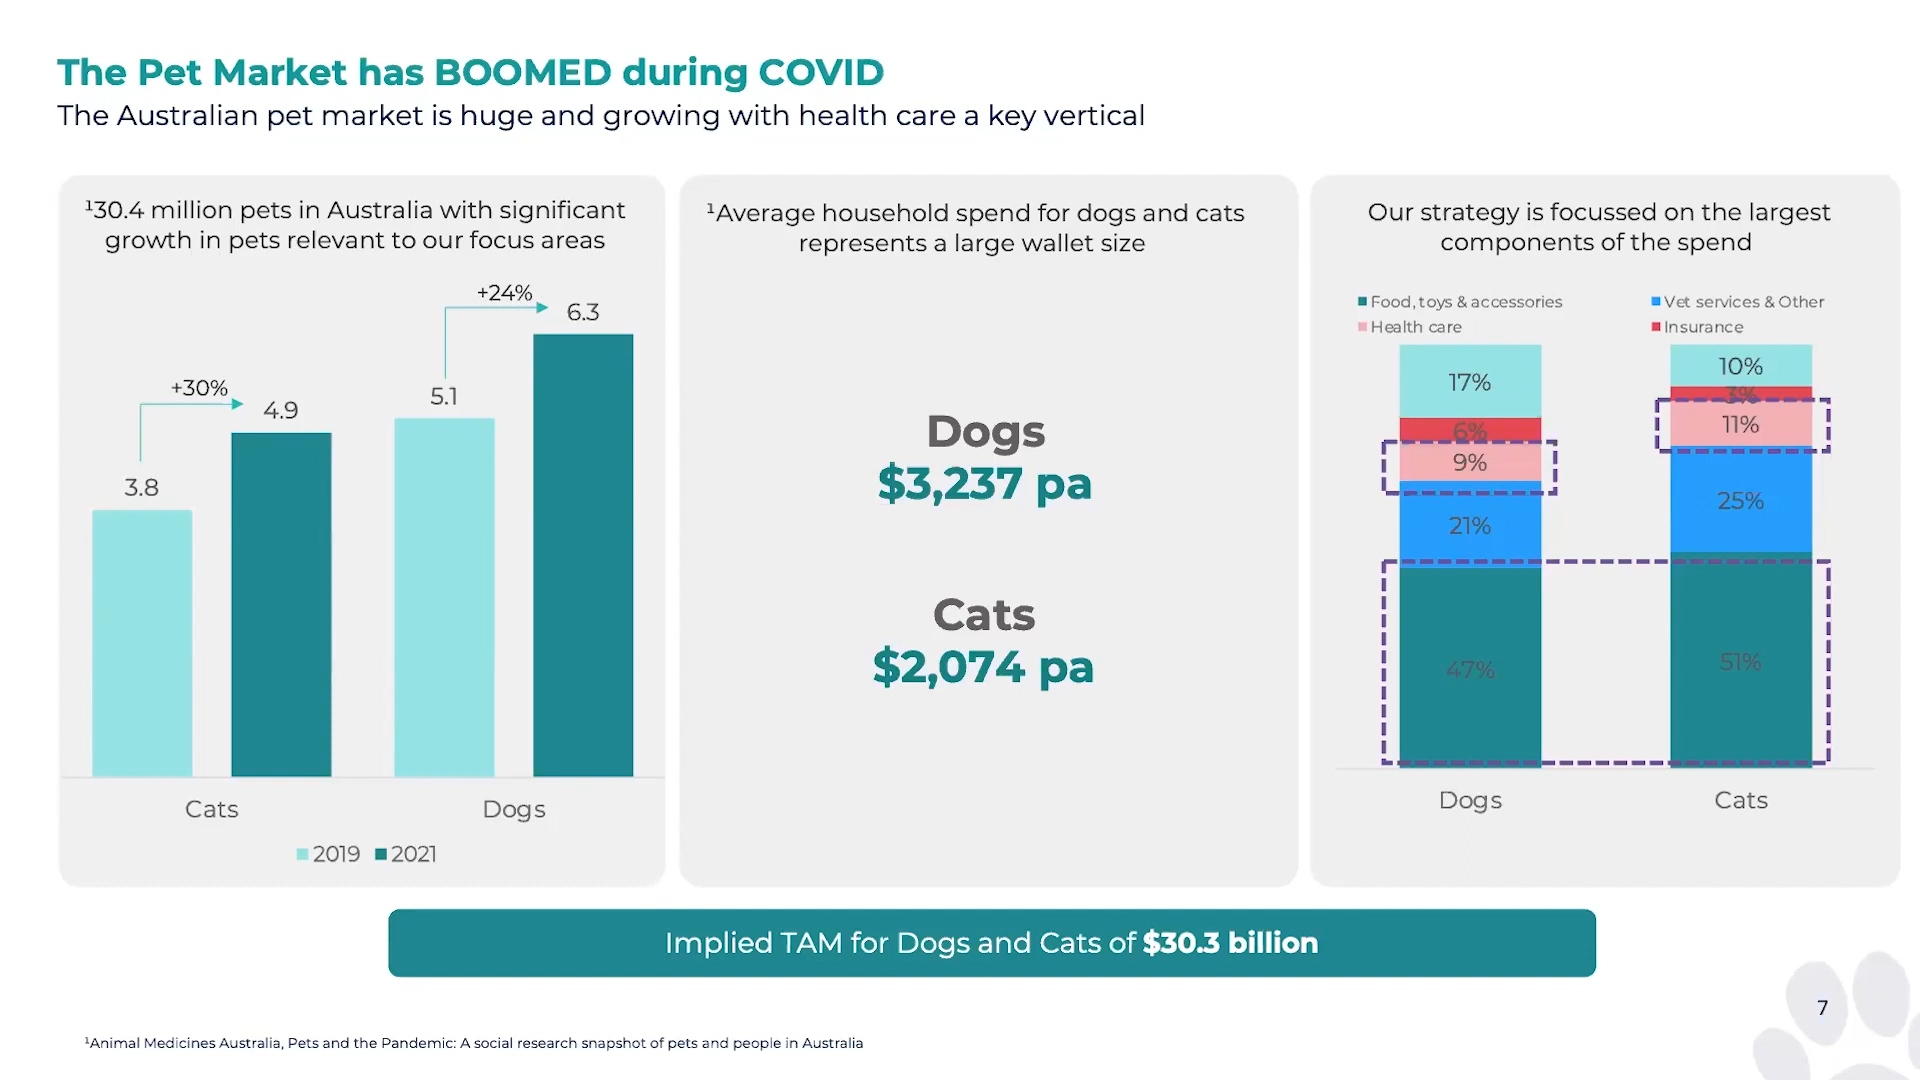 The Pet Market has BOOMED during COVID
The Australian pet market is huge and growing with health care a key vertical
¹30.4 million pets in Australia with significant
growth in pets relevant to our focus areas
+24%
6.3
+30%
4.9
5.1
3.8
Cats
Dogs
2019
2021
¹Average household spend for dogs and cats
represents a large wallet size
Dogs
$3,237 pa
Cats
$2,074 pa
Our strategy is focussed on the largest
components of the spend
Food, toys & accessories
Vet services & Other
Health care
Insurance
17%
6%
9%
21%
47%
10%
3%
11%
25%
51%
Dogs
Cats
Implied TAM for Dogs and Cats of $30.3 billion
7
¹Animal Medicines Australia, Pets and the Pandemic: A social research snapshot of pets and people in Australia